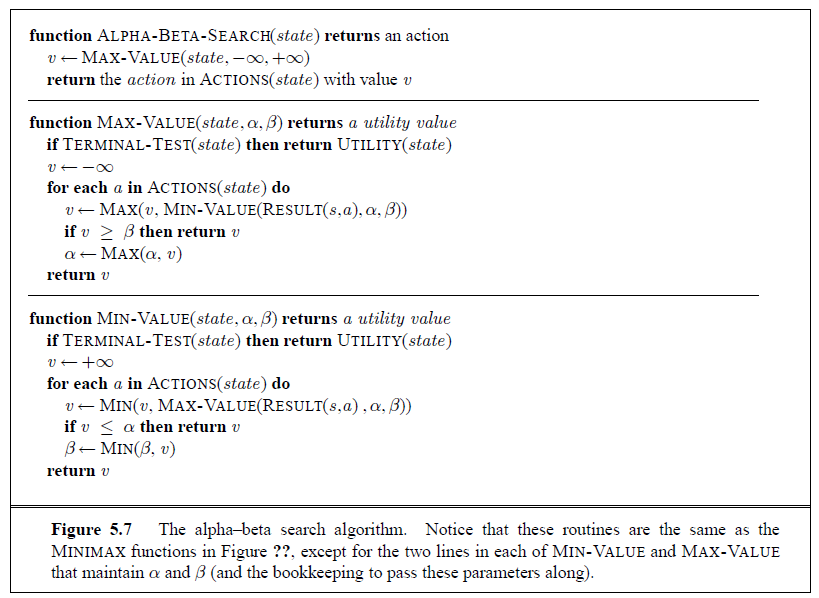 function ALPHA-BETA-SEARCH(state) returns an action
v ← MAX-VALUE(state, −∞, +∞)
return the action in ACTIONS(state) with value v
function MAX-VALUE(state, α, β) returns a utility value
if TERMINAL-TEST(state) then return UTILITY(state)
v ← −∞
for each a in ACTIONS(state) do
v ← MAX(v, MIN-VALUE(RESULT(s,a), α, β))
if v ≥ β then return v
α ← MAX(α, v)
return v
function MIN-VALUE(state, α, β) returns a utility value
if TERMINAL-TEST(state) then return UTILITY(state)
v ← +∞
for each a in ACTIONS(state) do
v ← MIN(v, MAX-VALUE(RESULT(s,a) , α, β))
if v ≤ α then return v
β ← MIN(β, v)
return v
Figure 5.7 The alpha–beta search algorithm. Notice that these routines are the same as the
MINIMAX functions in Figure ??, except for the two lines in each of MIN-VALUE and MAX-VALUE
that maintain α and β (and the bookkeeping to pass these parameters along).